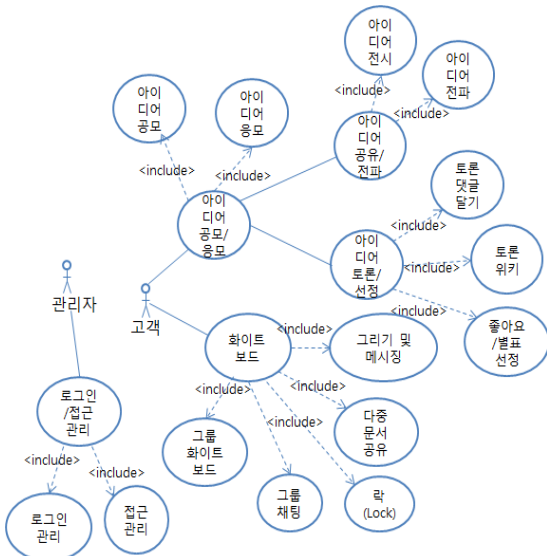 아이
디어
전시
아이
디어
전파
<include>
<include>
아이
디어
공모
아이
디어
응모
아이
디어
공유/
전파
<include>
<include>
토론
댓글
달기
아이
디어
공모/
응모
<include>
아이
디어
토론/
선정
<include>
토론
위키
<include>
좋아요
/별표
선정
관리자
고객
화이트
보드
<include>
그리기 및
메시징
로그인
/접근
관리
<include>
<include>
<include>
그룹
화이트
보드
다중
문서
공유
<include>
<include>
로그인
관리
접근
관리
그룹
채팅
락
(Lock)